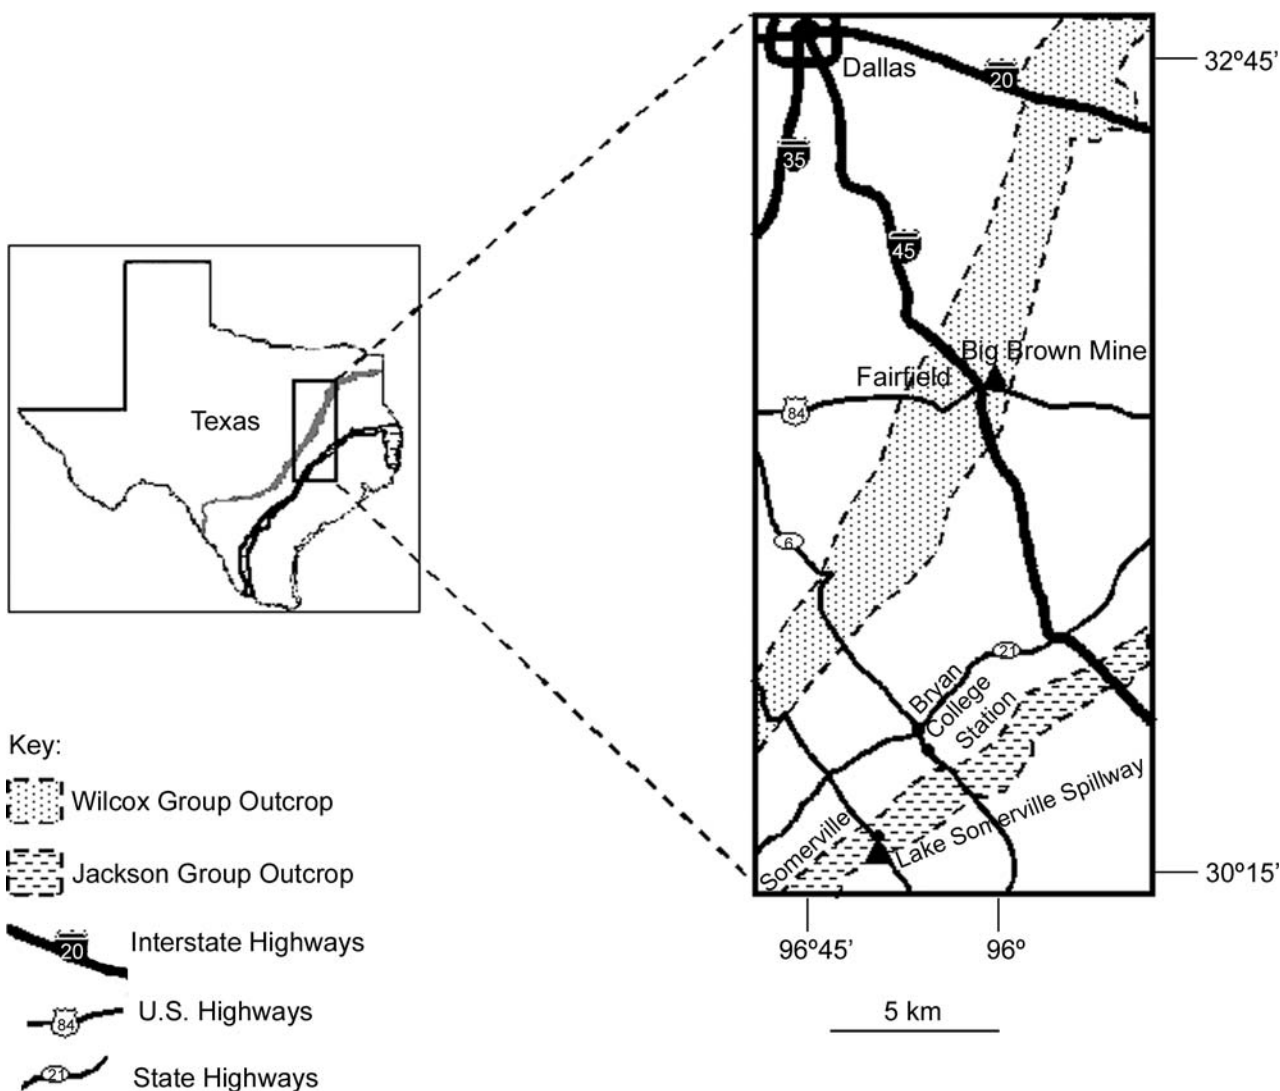 Dallas
32º45'
20
35
45
Big Brown Mine
Fairfield
84
Texas
6
21
Bryan
College
Station
Lake Somerville Spillway
Somerville
30º15'
96º45'
96º
5 km
Key:
Wilcox Group Outcrop
Jackson Group Outcrop
20
Interstate Highways
84
U.S. Highways
21
State Highways